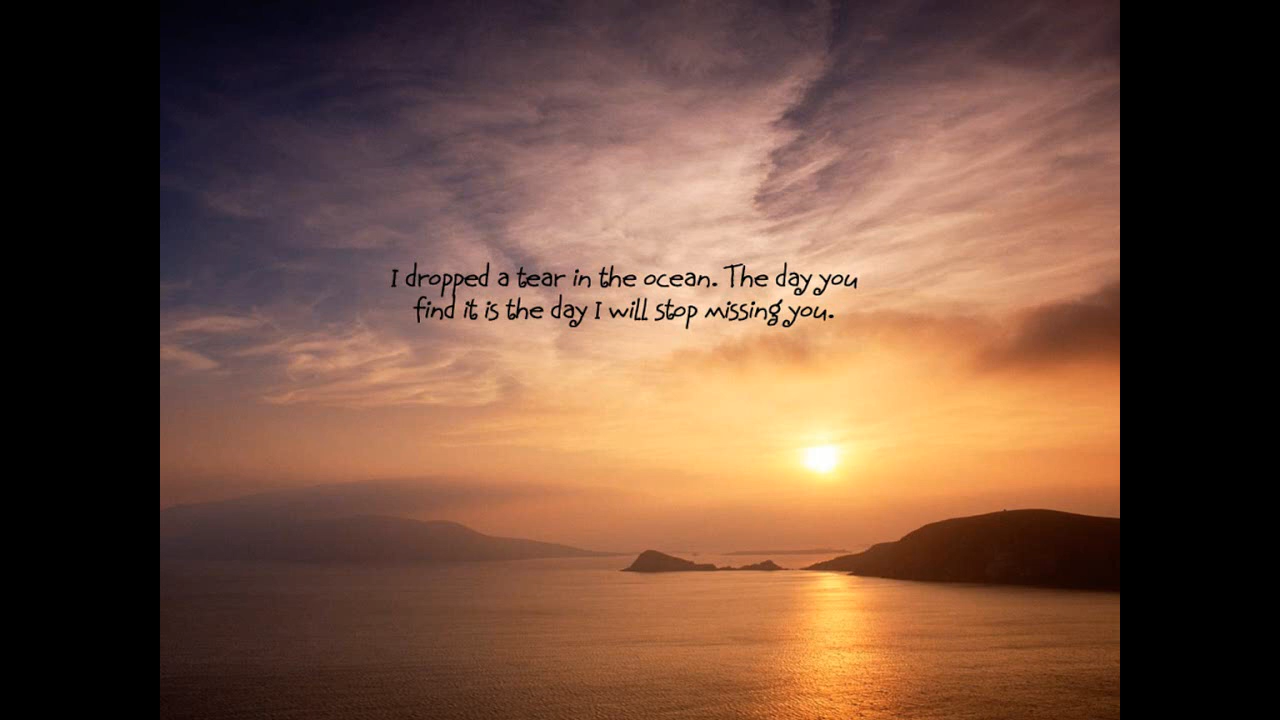 I dropped a tear in the ocean. The day you
find it is the day I will stop missing you.